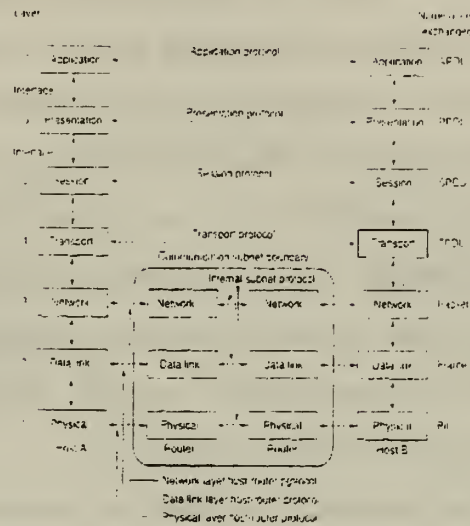 Layer
Name of
exchanged
Application protocol
Application
Application
APDU
Interface
Presentation protocol
Presentation
Presentation
PPDU
Interface
Session protocol
Session
Session
SPDU
Transport protocol
Transport
Transport
TPDU
Communication subnet boundary
Internal subnet protocol
Network
Network
Network
Network
Packet
Data link
Data link
Data link
Data link
Frame
Physical
Physical
Physical
Physical
Bit
Host A
Router
Router
Host B
Network layer host-router protocol
Data link layer host-router protocol
Physical layer host-router protocol